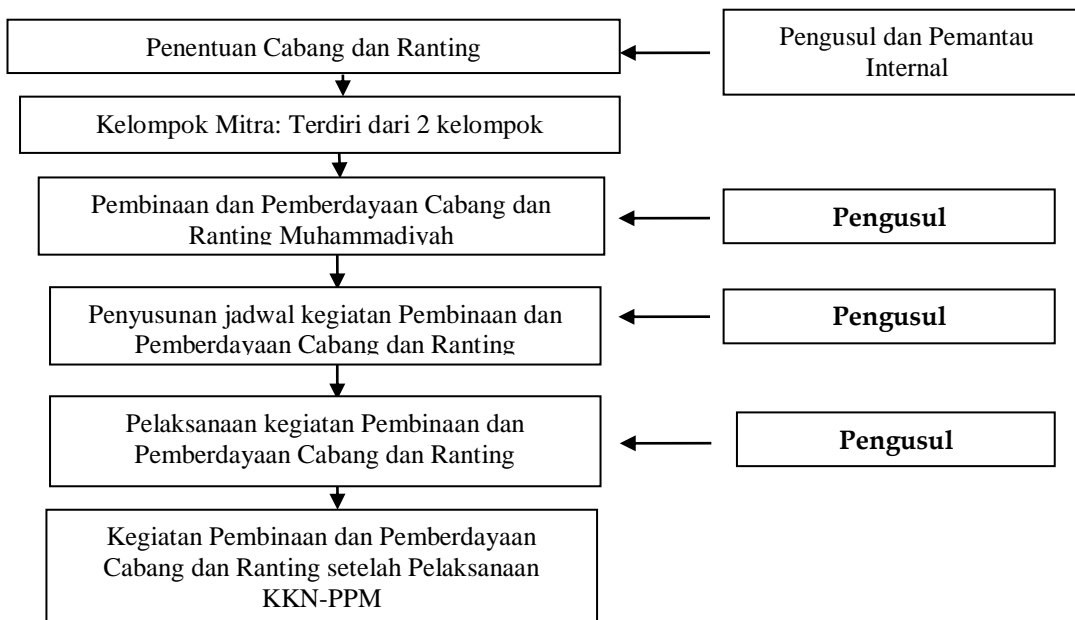 Penentuan Cabang dan Ranting
Pengusul dan Pemantau
Internal
Kelompok Mitra: Terdiri dari 2 kelompok
Pembinaan dan Pemberdayaan Cabang dan
Ranting Muhammadiyah
Pengusul
Penyusunan jadwal kegiatan Pembinaan dan
Pemberdayaan Cabang dan Ranting
Pengusul
Pelaksanaan kegiatan Pembinaan dan
Pemberdayaan Cabang dan Ranting
Pengusul
Kegiatan Pembinaan dan Pemberdayaan
Cabang dan Ranting setelah Pelaksanaan
KKN-PPM